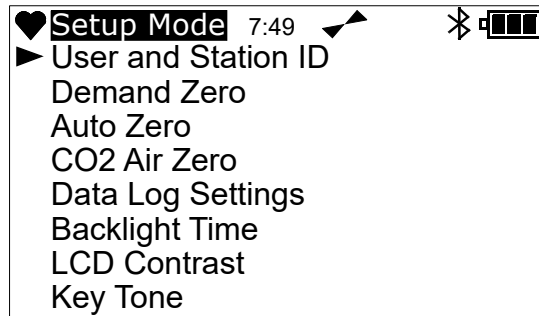 Setup Mode 7:49
User and Station ID
Demand Zero
Auto Zero
CO2 Air Zero
Data Log Settings
Backlight Time
LCD Contrast
Key Tone